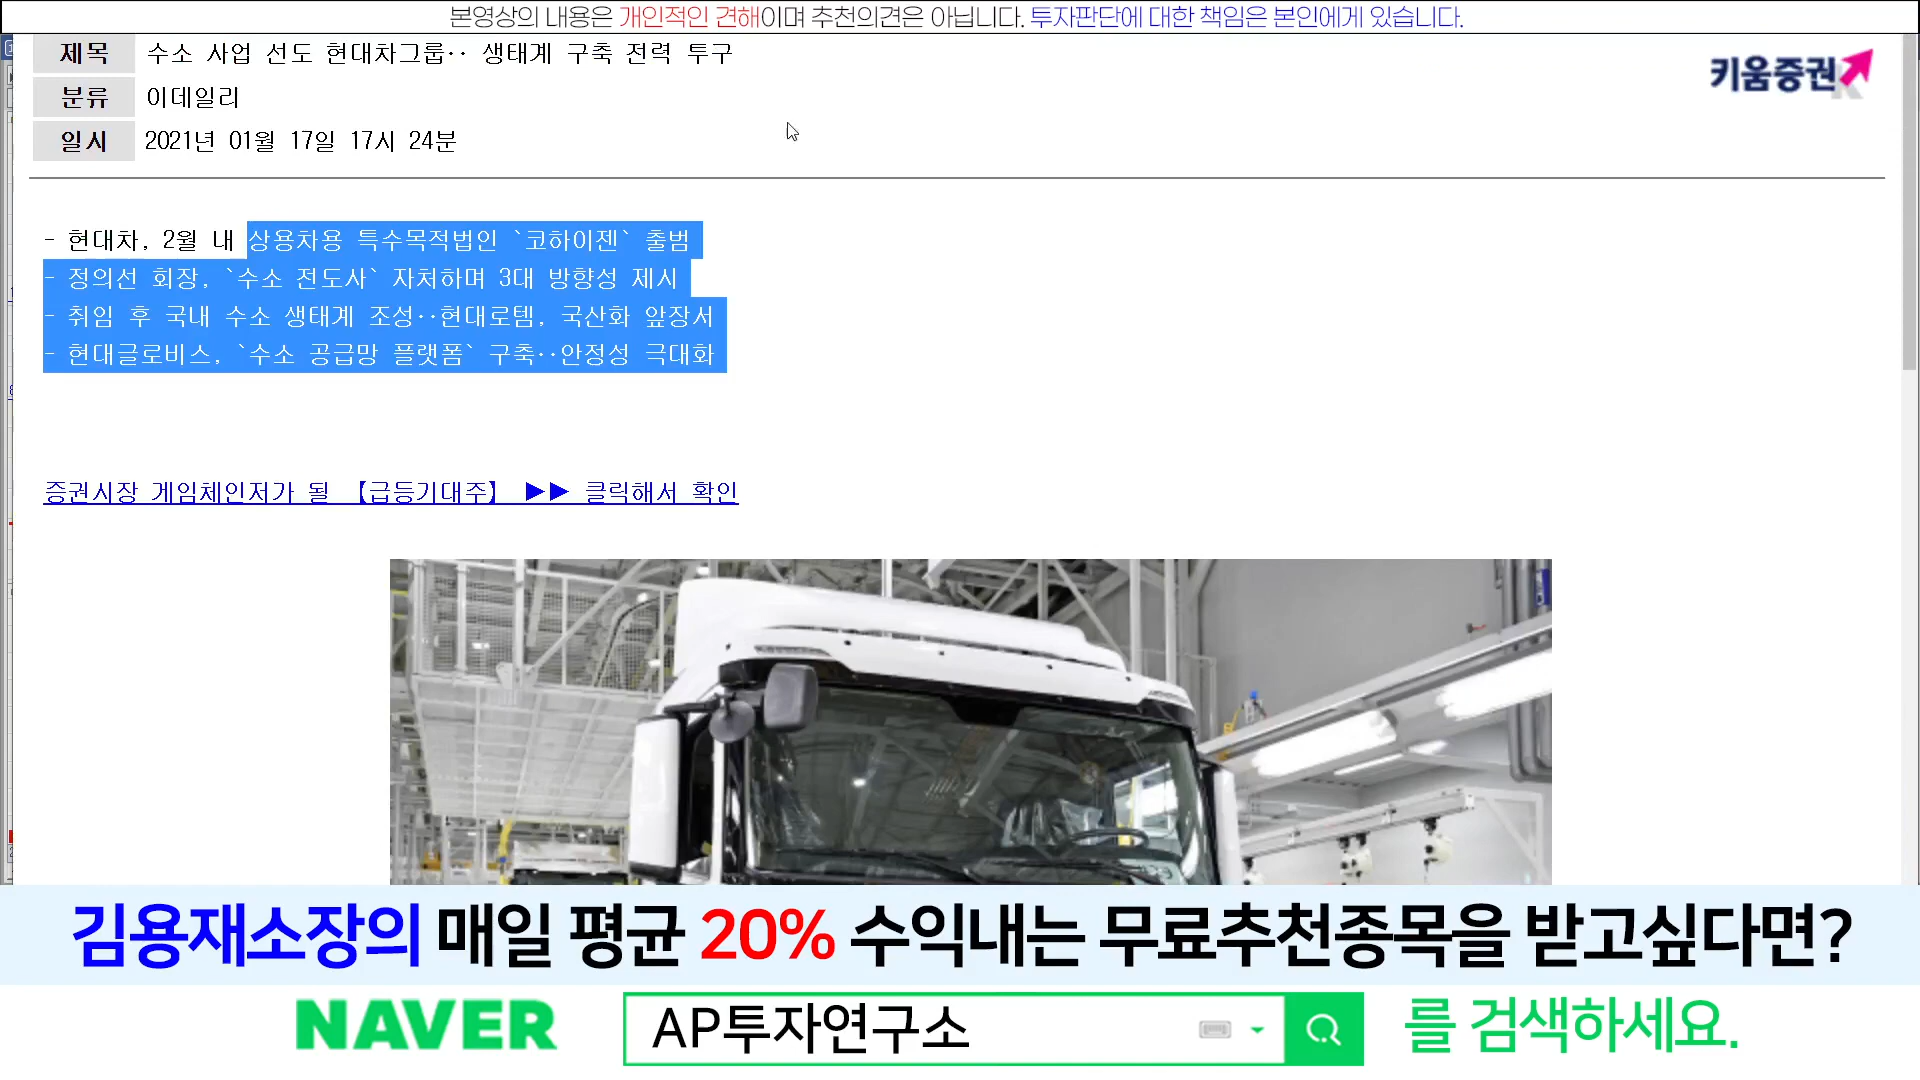 본영상의 내용은 개인적인 견해이며 추천의견은 아닙니다. 투자판단에 대한 책임은 본인에게 있습니다.
제목 수소 사업 선도 현대차그룹‥ 생태계 구축 전력 투구
키움증권
분류 이데일리
일시 2021년 01월 17일 17시 24분
- 현대차, 2월 내 상용차용 특수목적법인 `코하이젠` 출범
- 정의선 회장, `수소 전도사` 자처하며 3대 방향성 제시
- 취임 후 국내 수소 생태계 조성‥현대로템, 국산화 앞장서
- 현대글로비스, `수소 공급망 플랫폼` 구축‥안정성 극대화
증권시장 게임체인저가 될 【급등기대주】 ▶▶ 클릭해서 확인
김용재소장의 매일 평균 20% 수익내는 무료추천종목을 받고싶다면?
NAVER AP투자연구소 를 검색하세요.